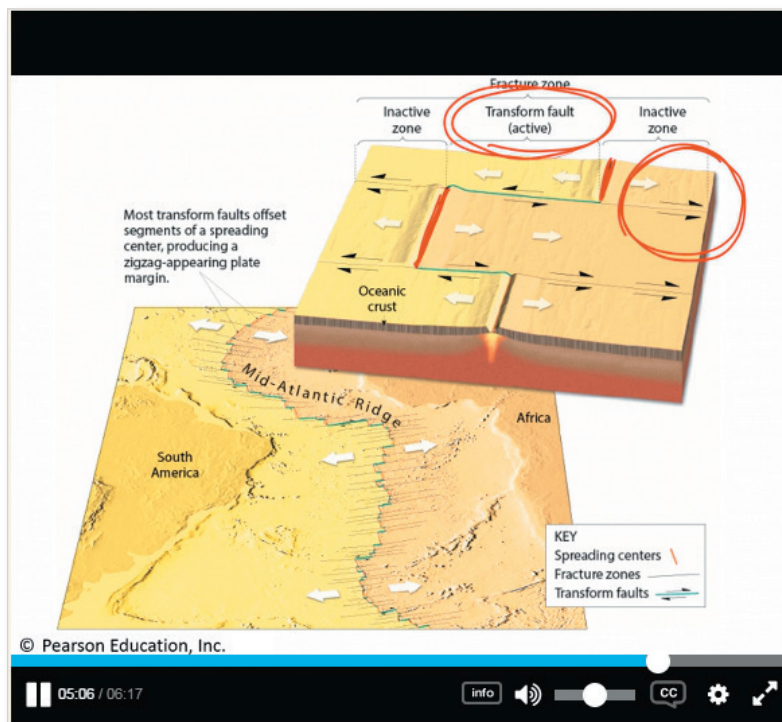 Fracture zone
Inactive
zone
Transform fault
(active)
Inactive
zone
Most transform faults offset
segments of a spreading
center, producing a
zigzag-appearing plate
margin.
Oceanic
crust
Mid-Atlantic Ridge
Africa
South
America
KEY
Spreading centers
Fracture zones
Transform faults
© Pearson Education, Inc.
05:06 / 06:17
info
CC